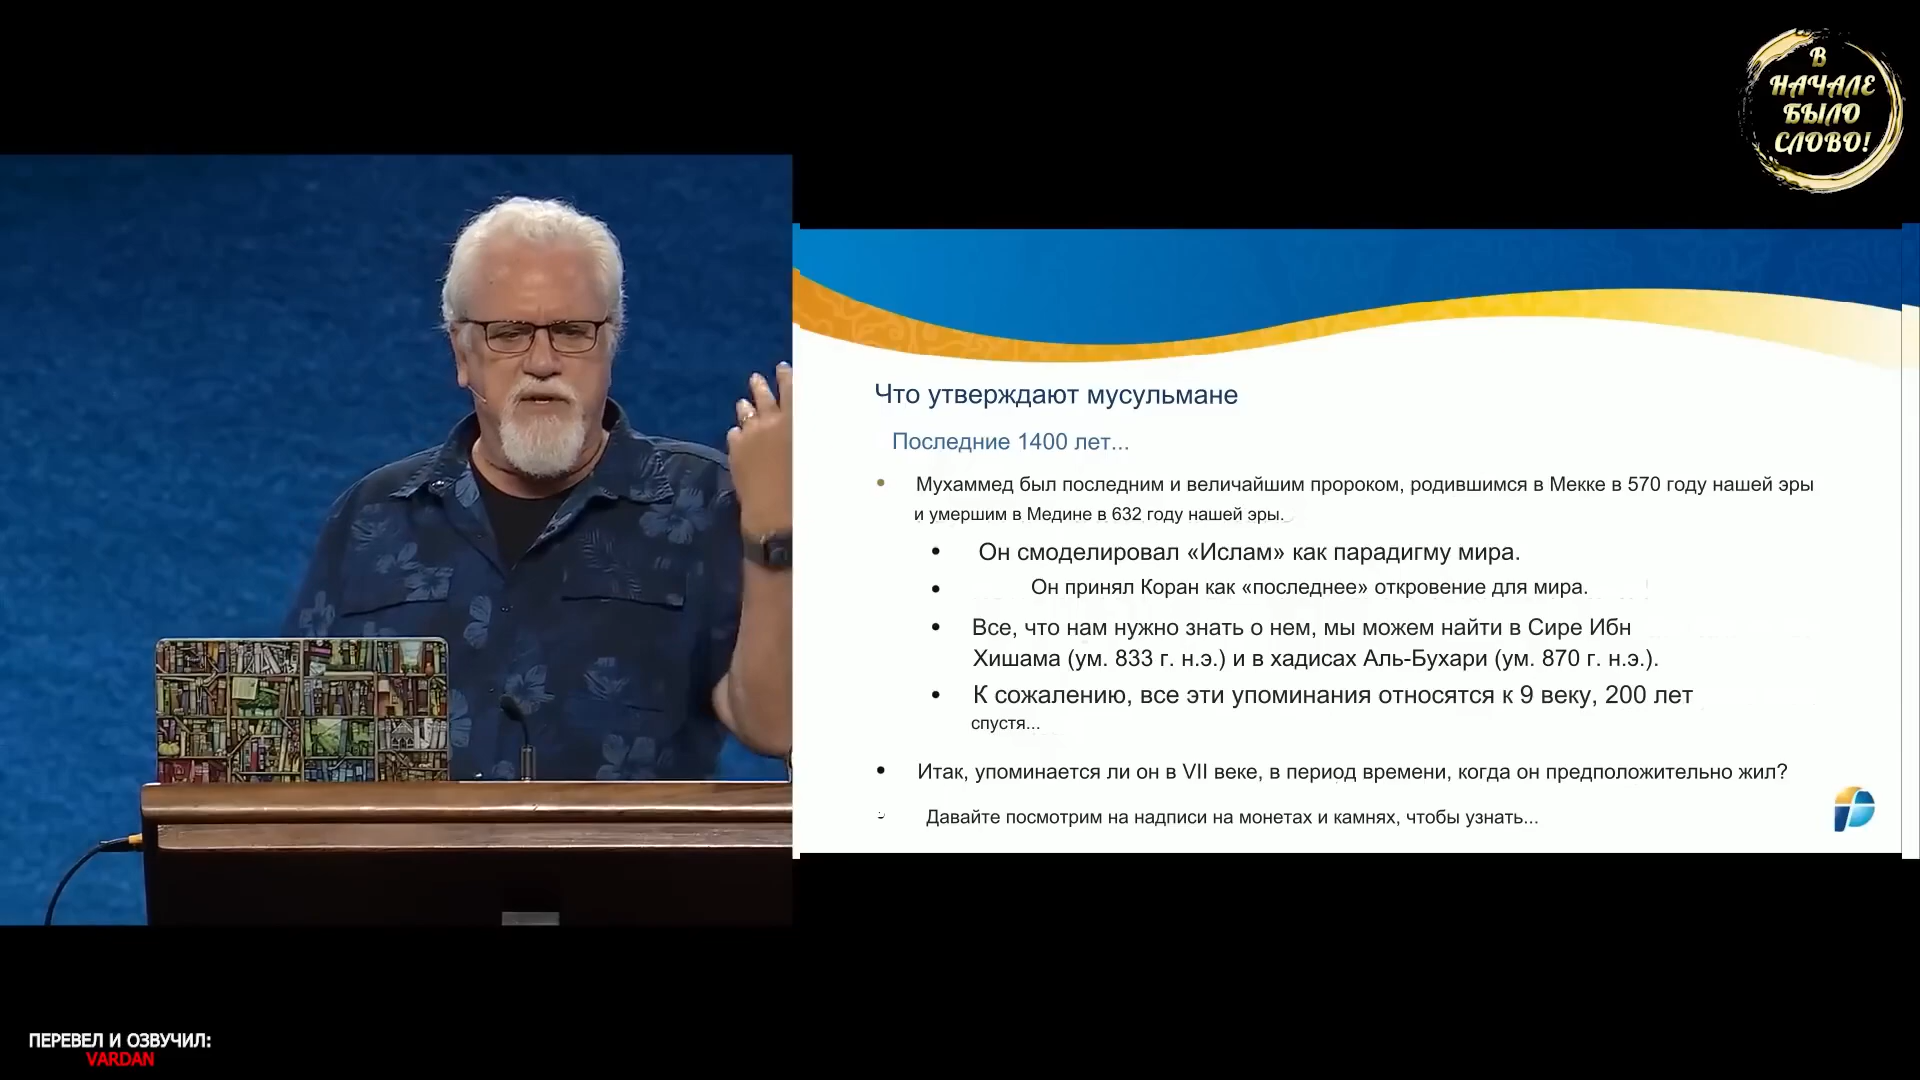 В
НАЧАЛЕ
БЫЛО
СЛОВО!
Что утверждают мусульмане
Последние 1400 лет...
• Мухаммед был последним и величайшим пророком, родившимся в Мекке в 570 году нашей эры
и умершим в Медине в 632 году нашей эры.
• Он смоделировал «Ислам» как парадигму мира.
• Он принял Коран как «последнее» откровение для мира.
• Все, что нам нужно знать о нем, мы можем найти в Сире Ибн
Хишама (ум. 833 г. н.э.) и в хадисах Аль-Бухари (ум. 870 г. н.э.).
• К сожалению, все эти упоминания относятся к 9 веку, 200 лет
спустя...
• Итак, упоминается ли он в VII веке, в период времени, когда он предположительно жил?
Давайте посмотрим на надписи на монетах и камнях, чтобы узнать...
ПЕРЕВЕЛ И ОЗВУЧИЛ:
VARDAN